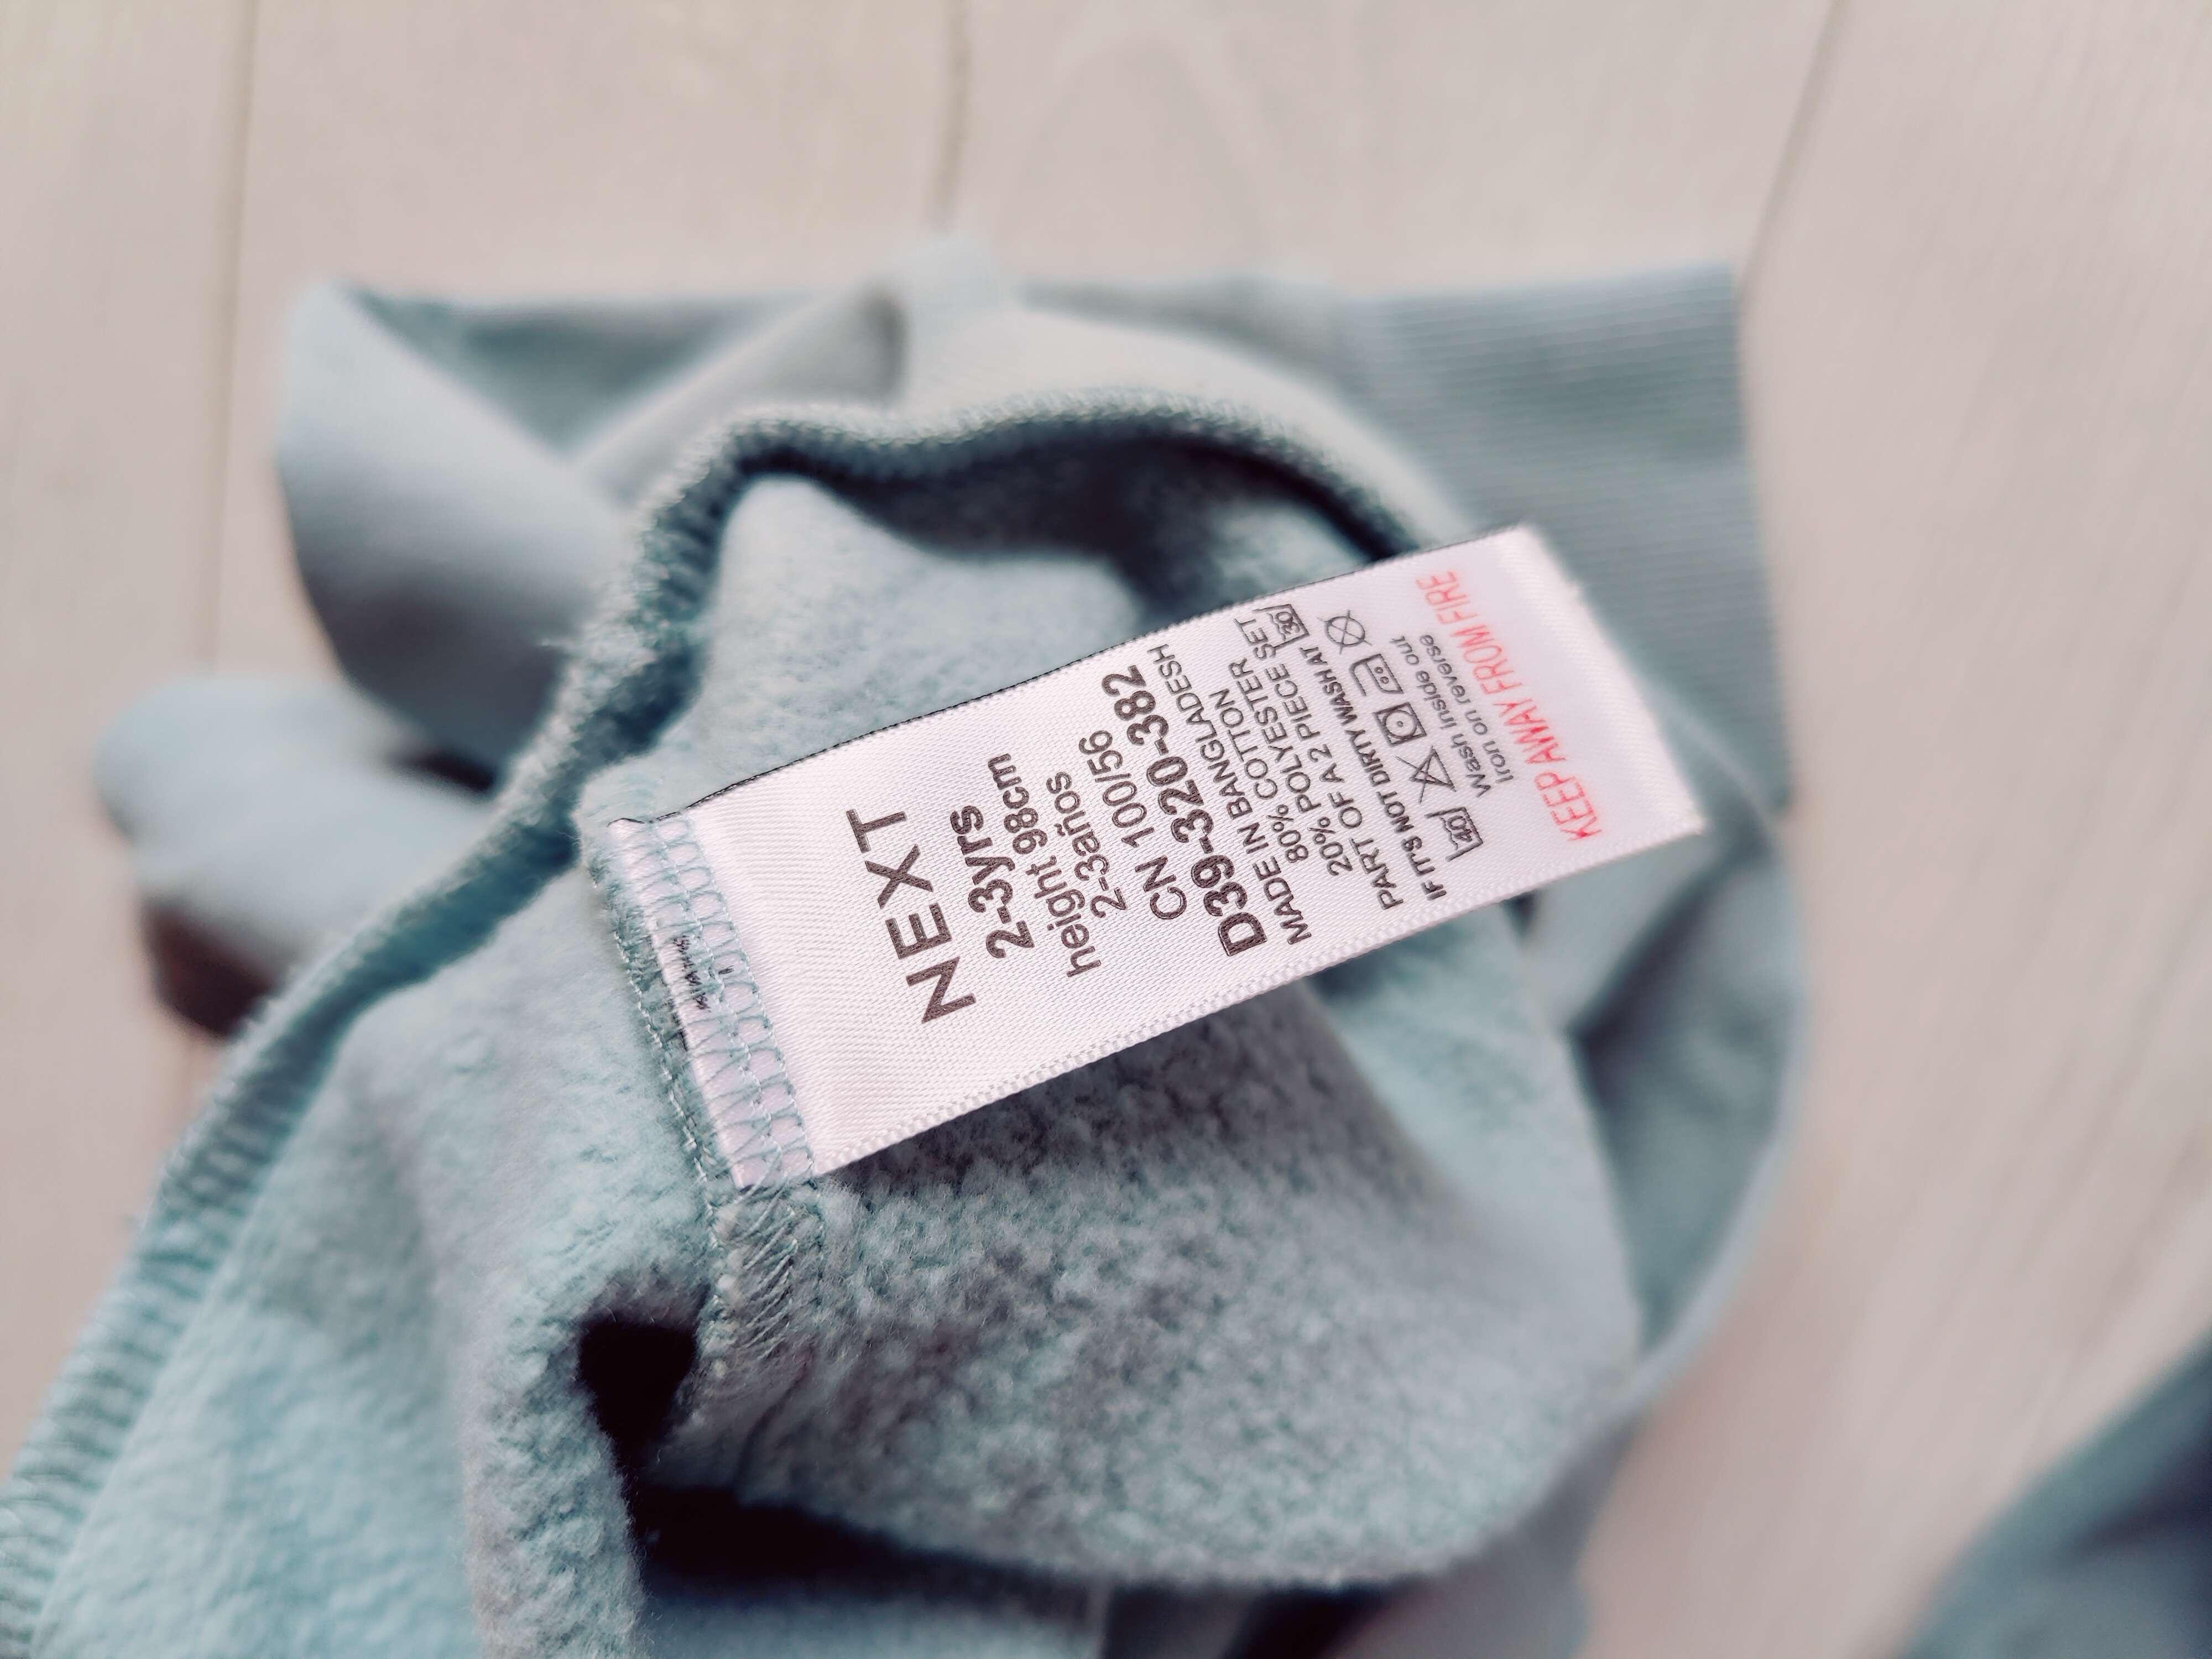 NEXT
2-3yrs
height 98cm
2-3años
CN 100/56
D39-320-382
MADE IN BANGLADESH
80% COTTON
20% POLYESTER
PART OF A 2 PIECE SET
IF IT'S NOT DIRTY WASH AT 30
40
Wash inside out
Iron on reverse
KEEP AWAY FROM FIRE